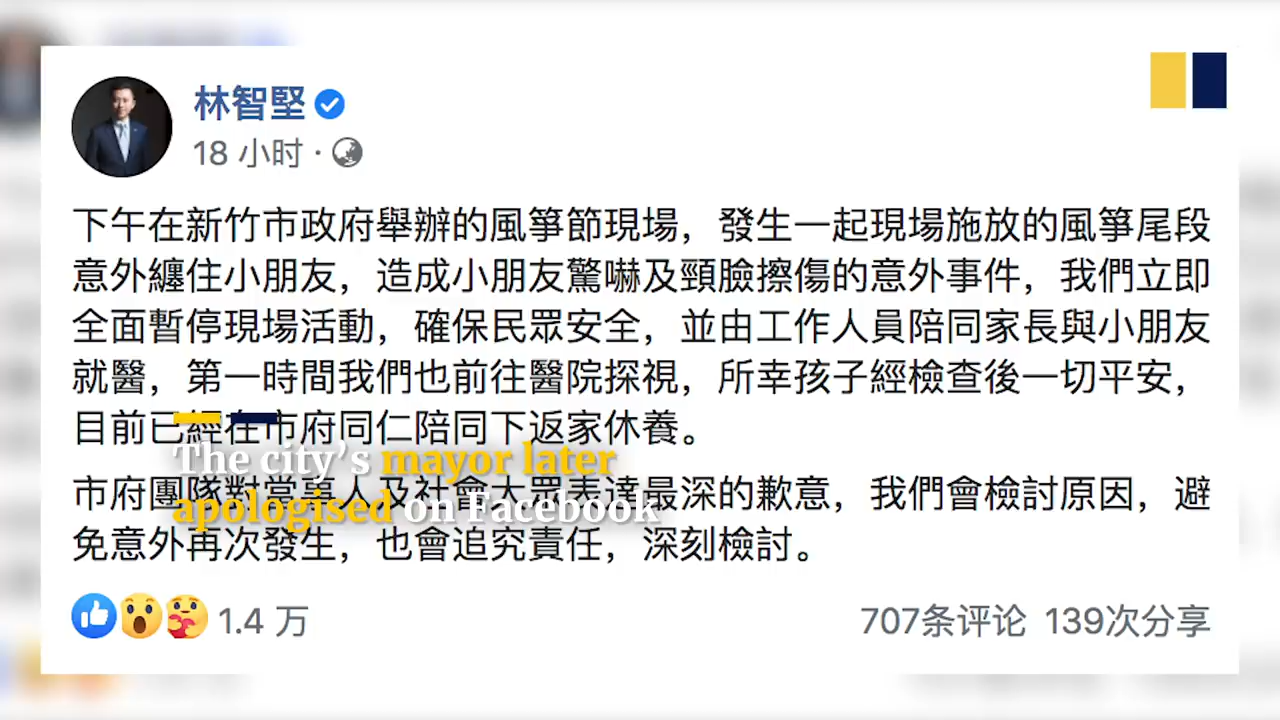 林智堅
18 小时 ·
下午在新竹市政府舉辦的風箏節現場，發生一起現場施放的風箏尾段
意外纏住小朋友，造成小朋友驚嚇及頸臉擦傷的意外事件，我們立即
全面暫停現場活動，確保民眾安全，並由工作人員陪同家長與小朋友
就醫，第一時間我們也前往醫院探視，所幸孩子經檢查後一切平安，
目前已經在市府同仁陪同下返家休養。
The city's mayor later
市府團隊對當事人及社會大眾表達最深的歉意，我們會檢討原因，避
apologised on Facebook
免意外再次發生，也會追究責任，深刻檢討。
1.4 万
707条评论 139次分享